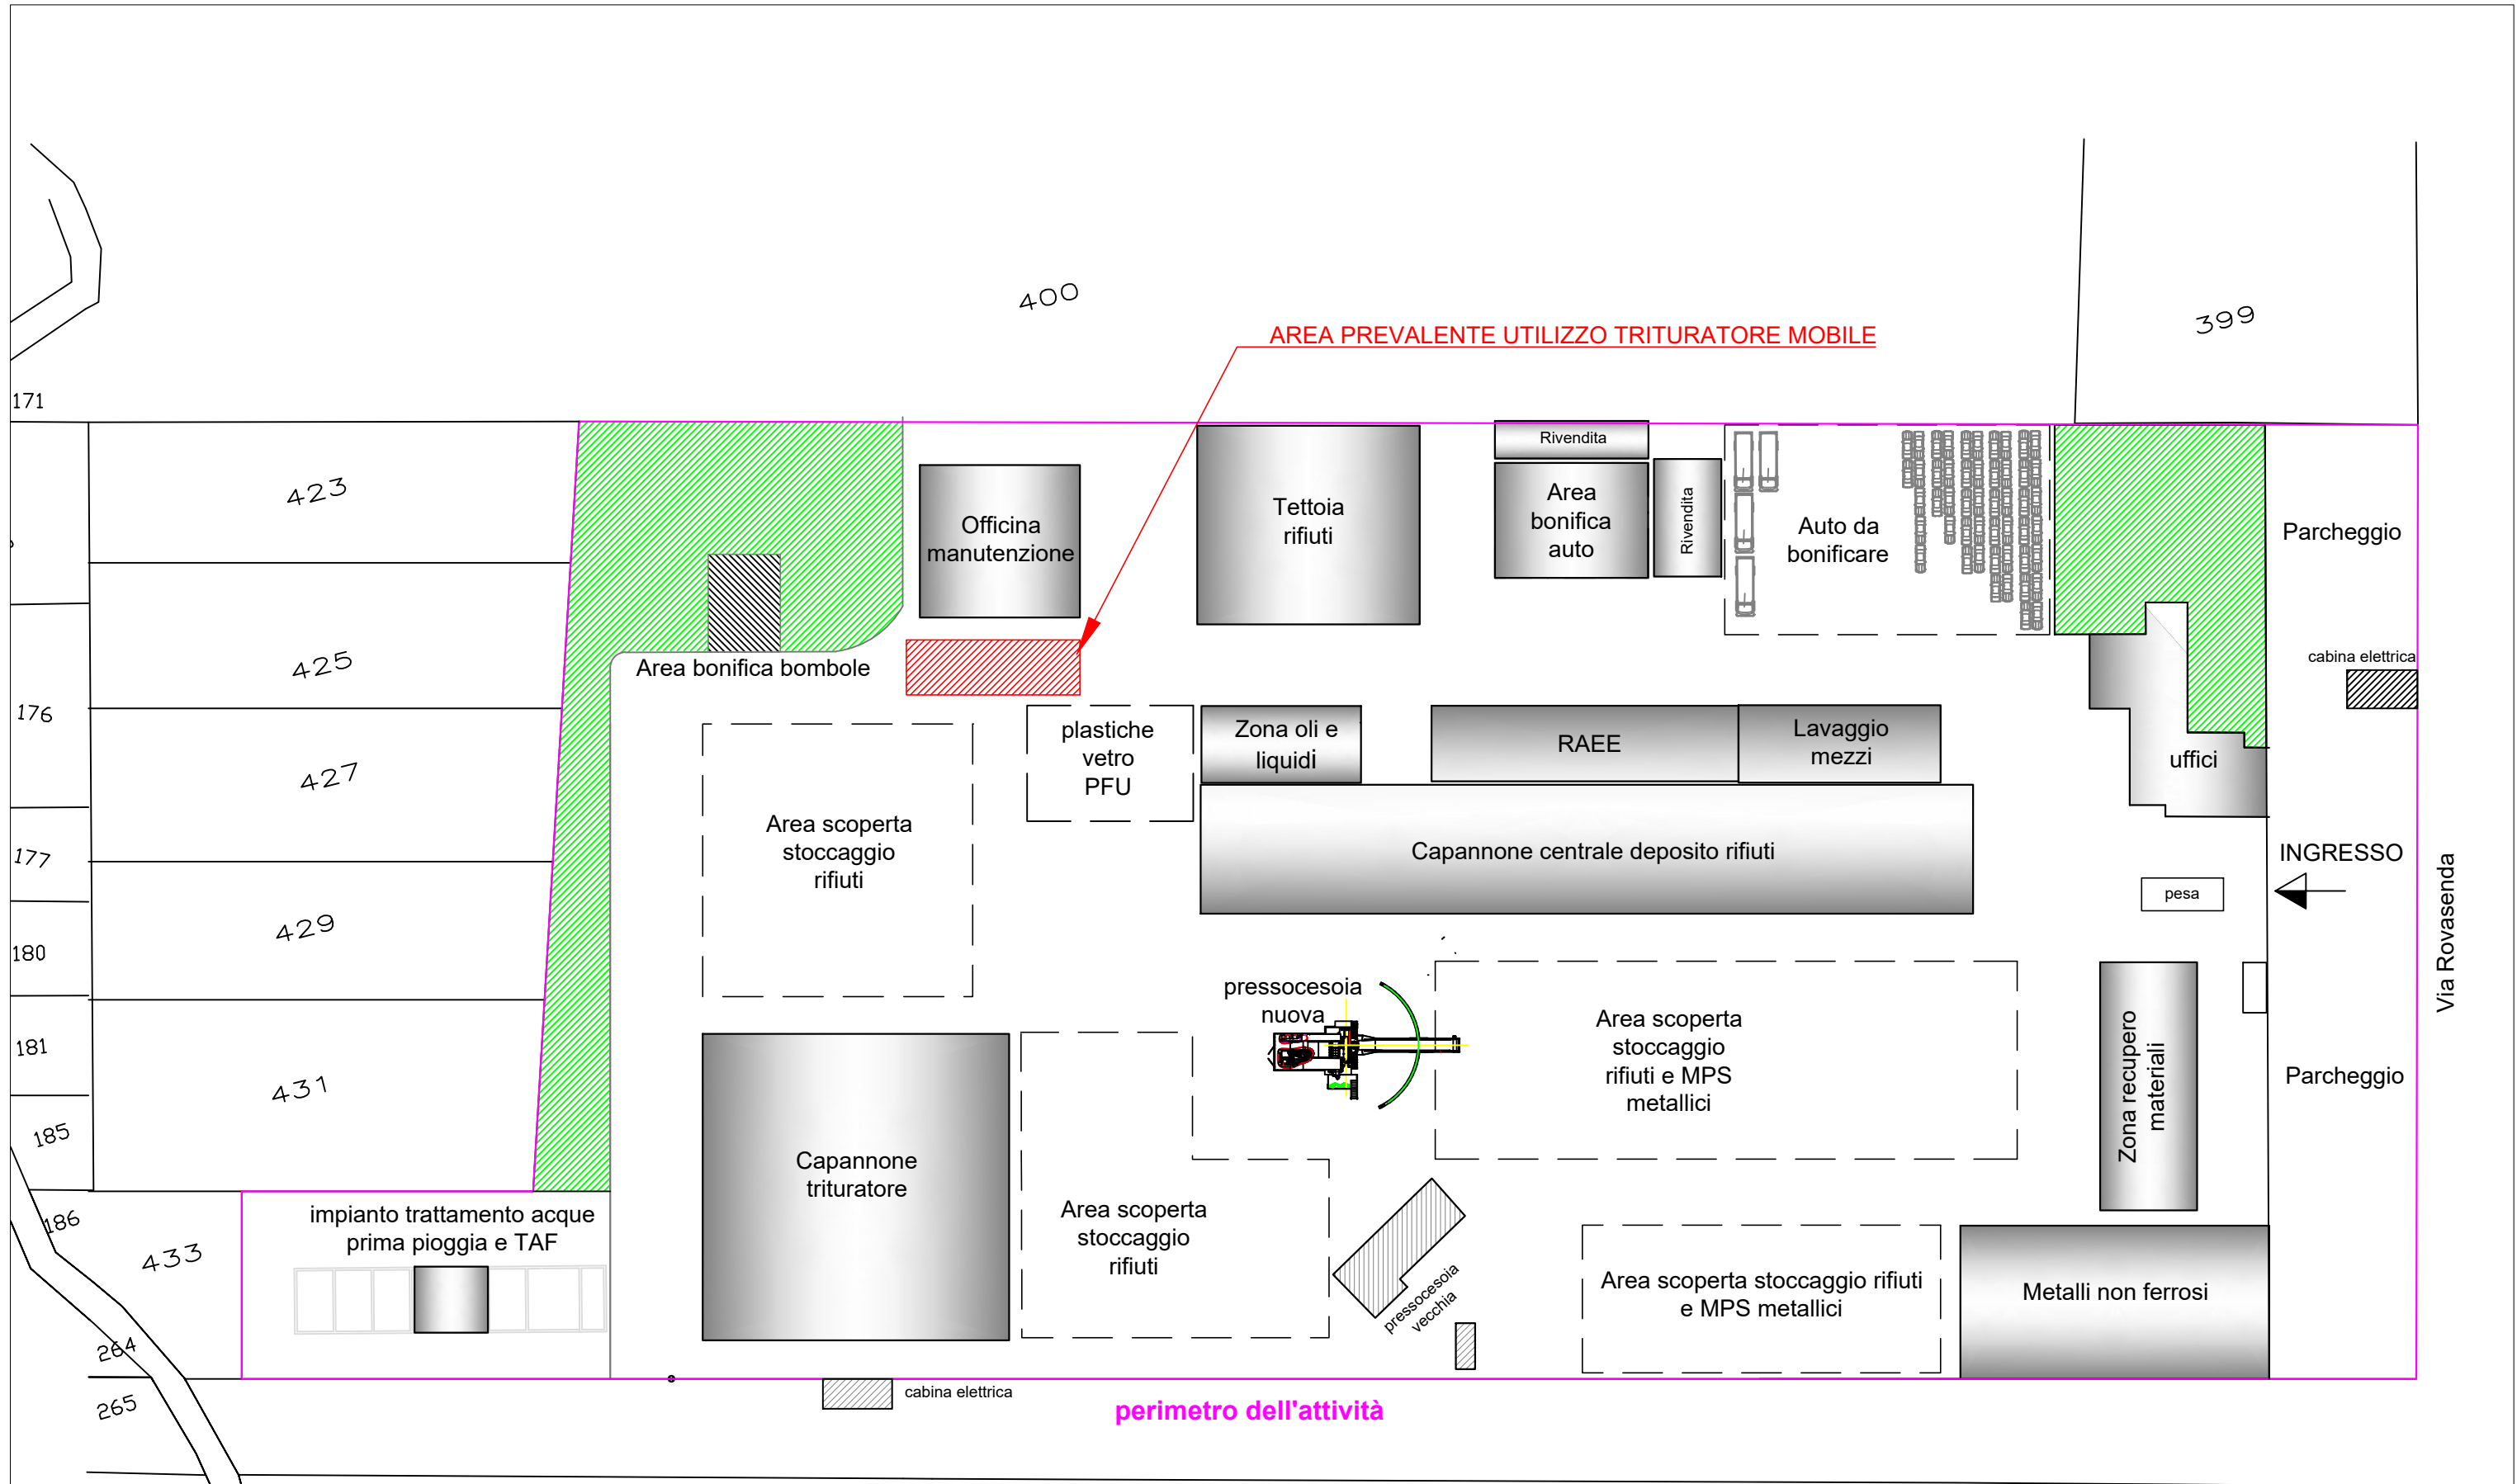 400
399
AREA PREVALENTE UTILIZZO TRITURATORE MOBILE
171
423
425
176
427
177
429
180
181
431
185
186
433
264
265
Rivendita
Officina
manutenzione
Tettoia
rifiuti
Area
bonifica
auto
Rivendita
Auto da
bonificare
Parcheggio
cabina elettrica
Area bonifica bombole
plastiche
vetro
PFU
Zona oli e
liquidi
RAEE
Lavaggio
mezzi
uffici
Area scoperta
stoccaggio
rifiuti
Capannone centrale deposito rifiuti
INGRESSO
pesa
Via Rovasenda
pressocesoia
nuova
Area scoperta
stoccaggio
rifiuti e MPS
metallici
Zona recupero
materiali
Parcheggio
Capannone
trituratore
impianto trattamento acque
prima pioggia e TAF
Area scoperta
stoccaggio
rifiuti
pressocesoia
vecchia
Area scoperta stoccaggio rifiuti
e MPS metallici
Metalli non ferrosi
cabina elettrica
perimetro dell'attività